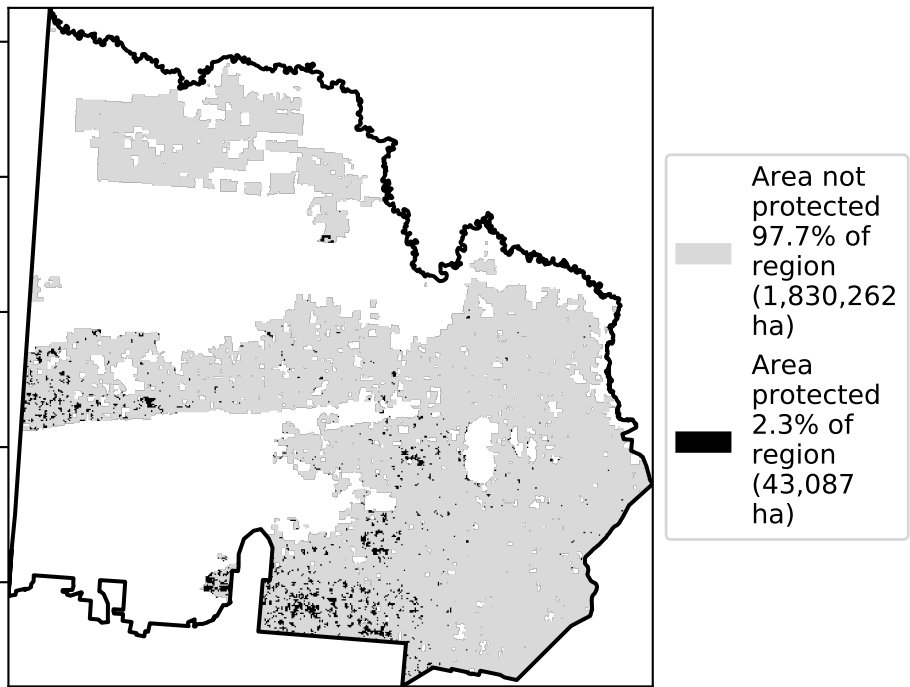 Area not
protected
97.7% of
region
(1,830,262
ha)
Area
protected
2.3% of
region
(43,087
ha)